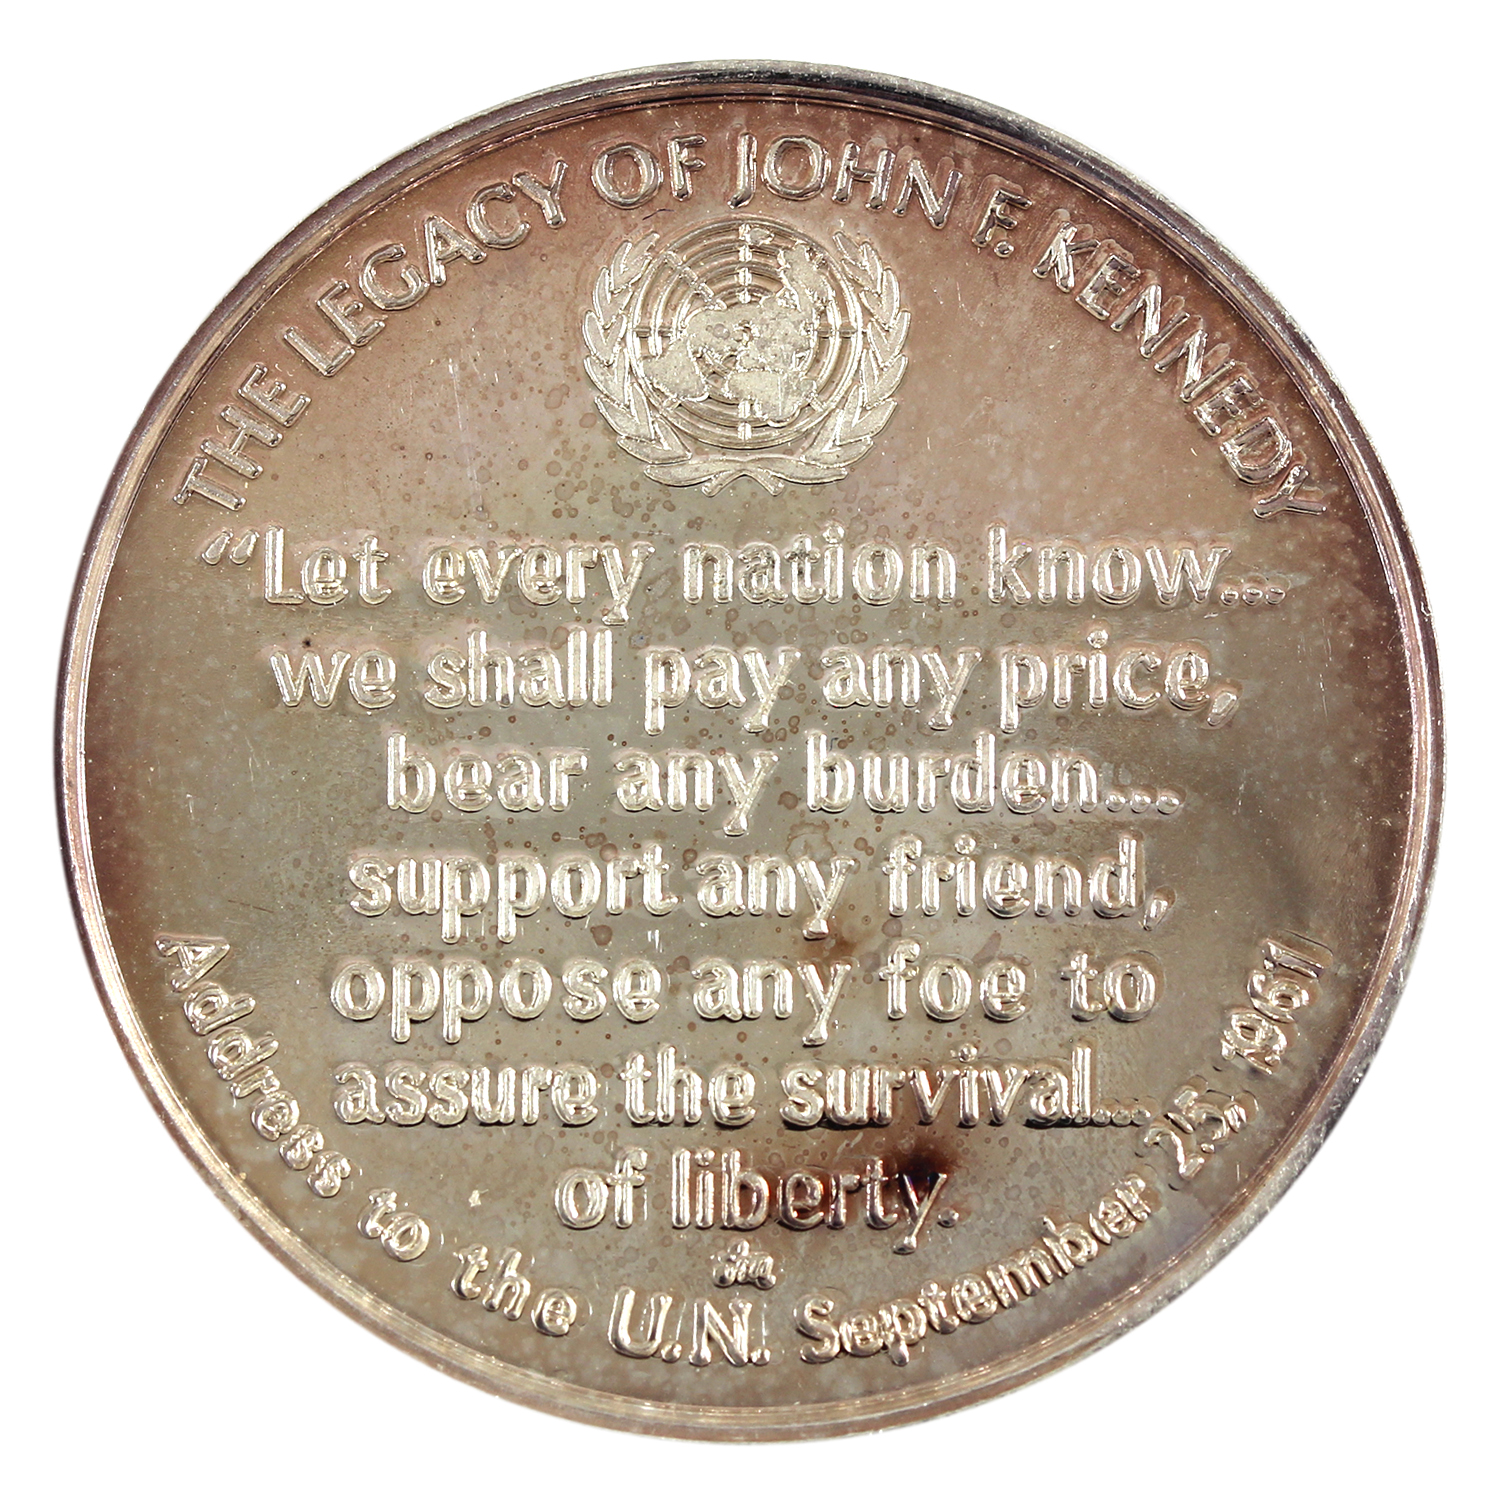 THE LEGACY OF JOHN F. KENNEDY
“Let every nation know...
we shall pay any price,
bear any burden...
support any friend,
oppose any foe to
assure the survival...
of liberty.
Address to the U.N. September 25, 1961